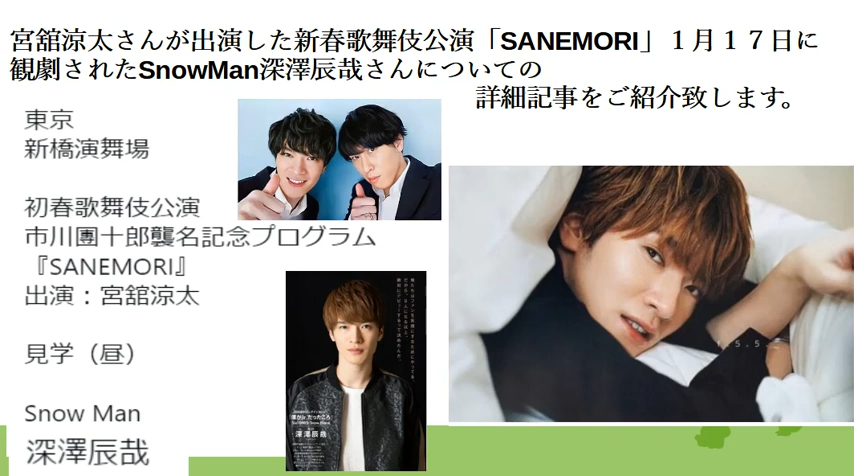 宮舘涼太さんが出演した新春歌舞伎公演「SANEMORI」１月１７日に
観劇されたSnowMan深澤辰哉さんについての
詳細記事をご紹介致します。
東京
新橋演舞場
初春歌舞伎公演
市川團十郎襲名記念プログラム
『SANEMORI』
出演：宮舘涼太
見学（昼）
Snow Man
深澤辰哉
深澤辰哉